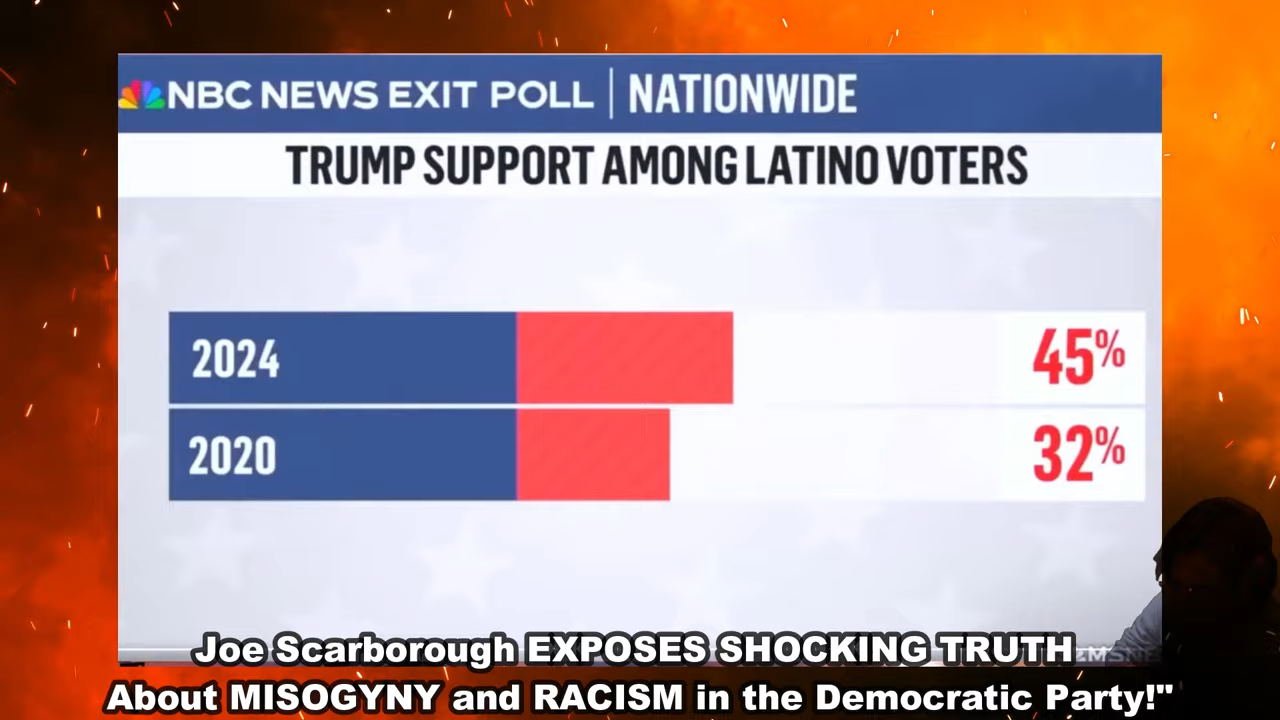 NBC NEWS EXIT POLL | NATIONWIDE
TRUMP SUPPORT AMONG LATINO VOTERS
2024 45%
2020 32%
Joe Scarborough EXPOSES SHOCKING TRUTH
About MISOGYNY and RACISM in the Democratic Party!"